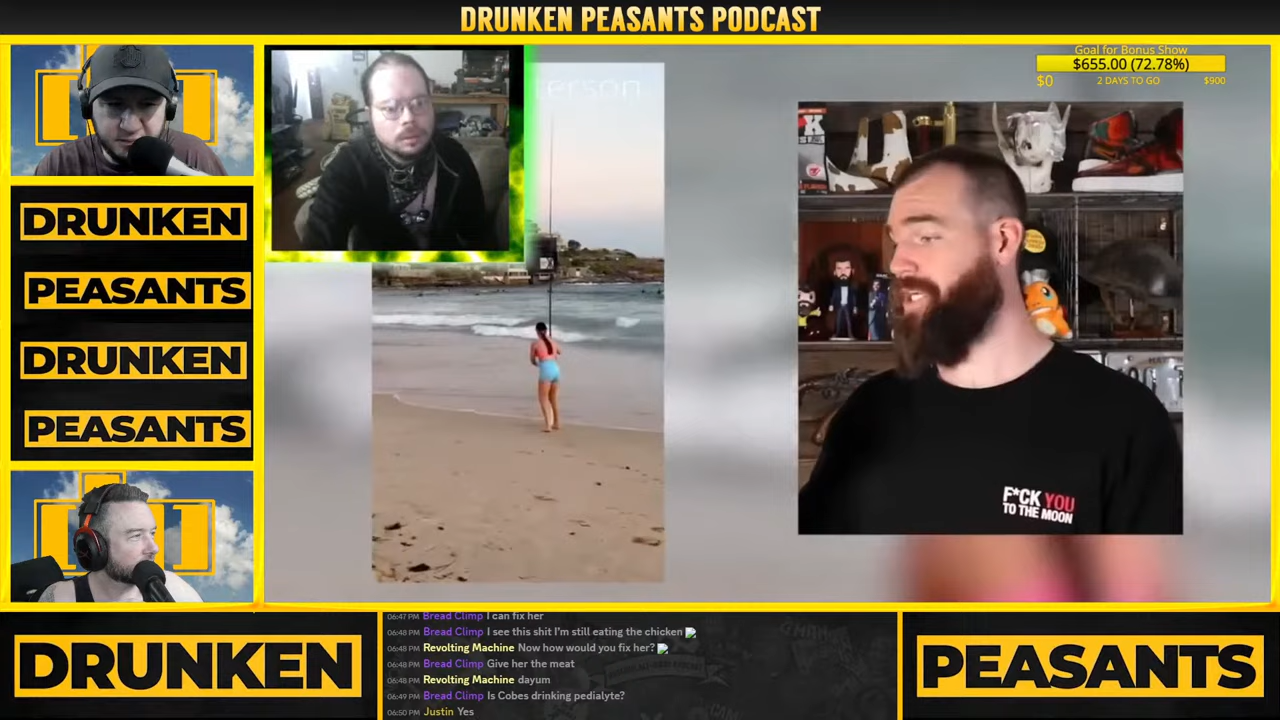 DRUNKEN PEASANTS PODCAST
Goal for Bonus Show
$655.00 (72.78%)
$0
2 DAYS TO GO
$900
erson
DRUNKEN
PEASANTS
DRUNKEN
PEASANTS
F*CK YOU
TO THE MOON
06:47 PM Bread Climp I can fix her
06:48 PM Bread Climp I see this shit I'm still eating the chicken
06:48 PM Revolting Machine Now how would you fix her?
06:48 PM Bread Climp Give her the meat
06:48 PM Revolting Machine dayum
06:49 PM Bread Climp Is Cobes drinking pedialyte?
06:50 PM Justin Yes
DRUNKEN
PEASANTS